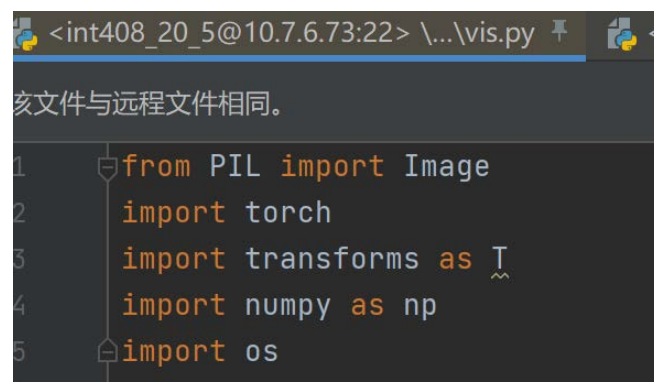 <int408_20_5@10.7.6.73:22> \...\vis.py <
该文件与远程文件相同。
1 from PIL import Image
2 import torch
3 import transforms as T
4 import numpy as np
5 import os